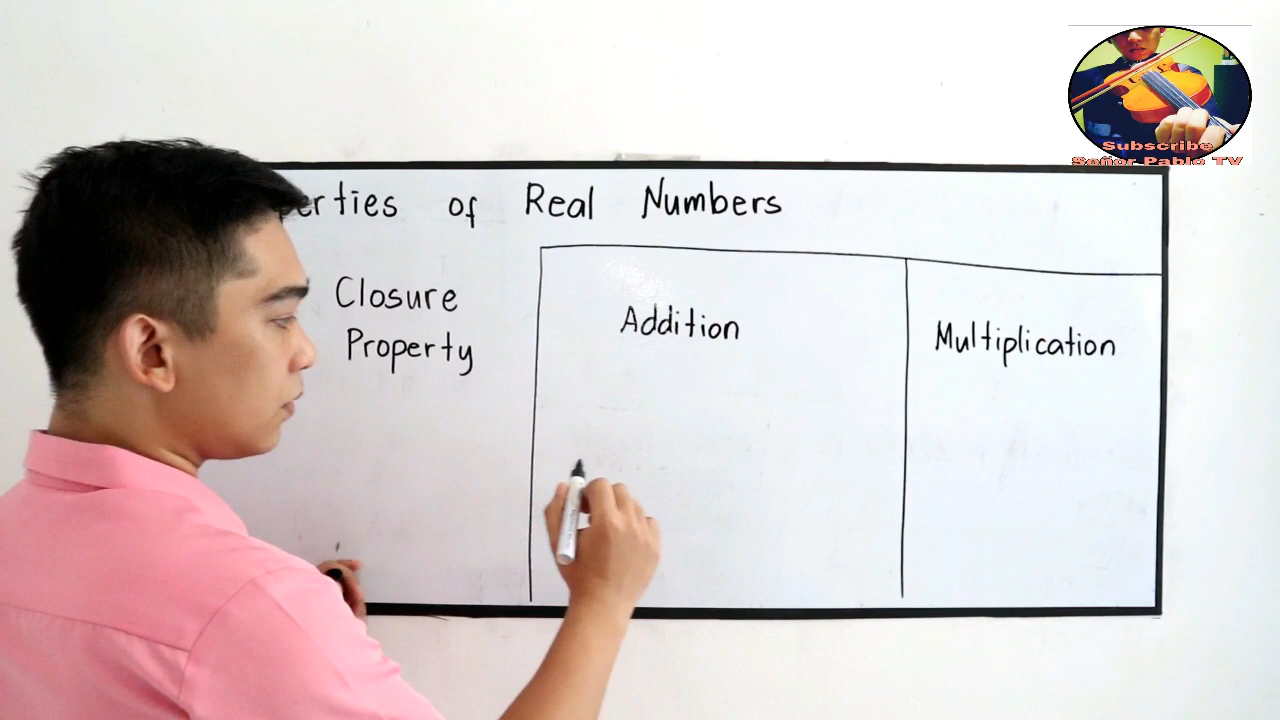 erties of Real Numbers
Closure
Property
Addition
Multiplication
Subscribe
Señor Pablo TV